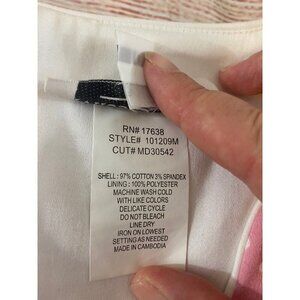 RN# 17638
STYLE# 101209M
CUT# MD30542
SHELL : 97% COTTON 3% SPANDEX
LINING : 100% POLYESTER
MACHINE WASH COLD
WITH LIKE COLORS
DELICATE CYCLE
DO NOT BLEACH
LINE DRY
IRON ON LOWEST
SETTING AS NEEDED
MADE IN CAMBODIA